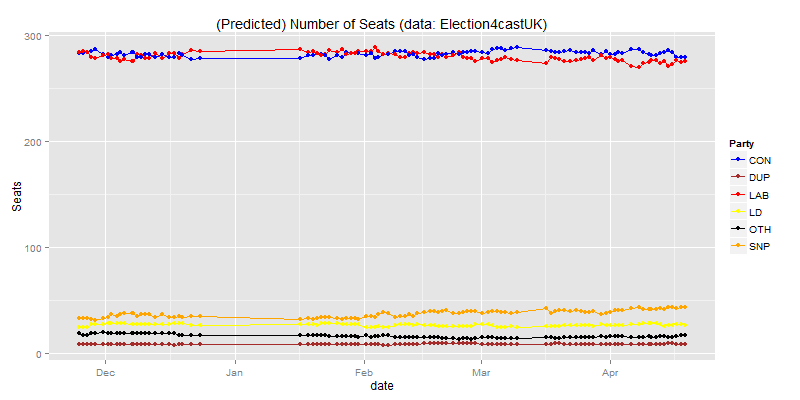 (Predicted) Number of Seats (data: Election4castUK)
300
200
100
0
Seats
Dec Jan Feb Mar Apr
date
Party
CON
DUP
LAB
LD
OTH
SNP